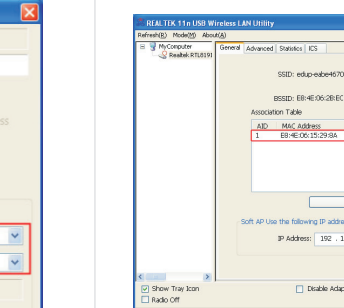 REALTEK 11n USB Wireless LAN Utility
Refresh(R) Mode(M) About(A)
MyComputer
Realtek RTL8191
General Advanced Statistics ICS
SSID: edup-eabe4670
BSSID: E8:4E:06:28:EC
Association Table
AID MAC Address
1 E8:4E:06:15:29:8A
Soft AP Use the following IP addre
IP Address: 192 . 1
Show Tray Icon
Radio Off
Disable Adap